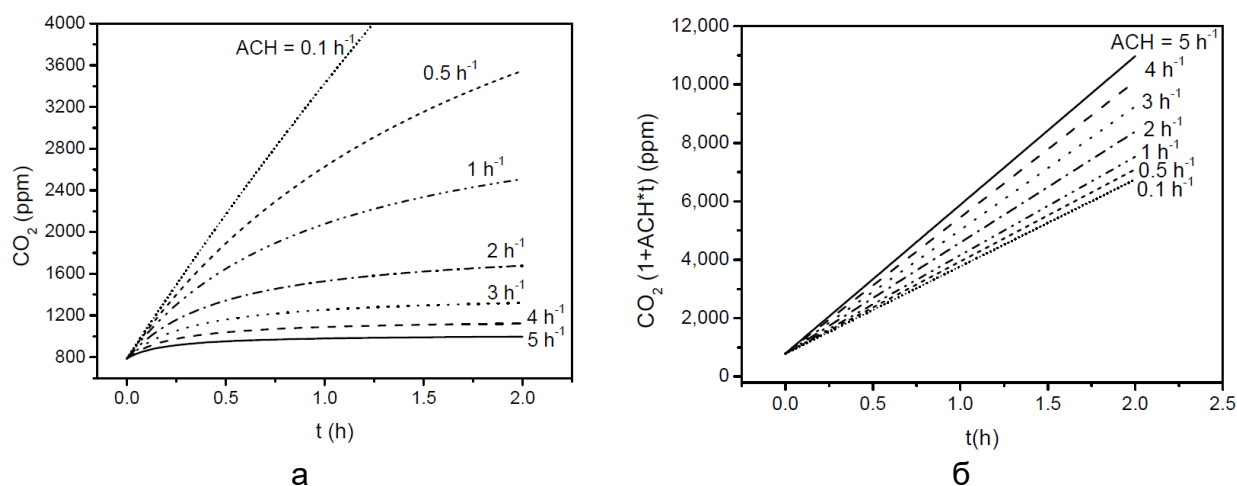 4000
3600
3200
2800
2400
2000
1600
1200
800
CO₂ (ppm)
ACH = 0.1 h⁻¹
0.5 h⁻¹
1 h⁻¹
2 h⁻¹
3 h⁻¹
4 h⁻¹
5 h⁻¹
0.0 0.5 1.0 1.5 2.0
t (h)
а
12,000
10,000
8,000
6,000
4,000
2,000
0
CO₂ (1+ACH*t) (ppm)
ACH = 5 h⁻¹
4 h⁻¹
3 h⁻¹
2 h⁻¹
1 h⁻¹
0.5 h⁻¹
0.1 h⁻¹
0.0 0.5 1.0 1.5 2.0 2.5
t(h)
б